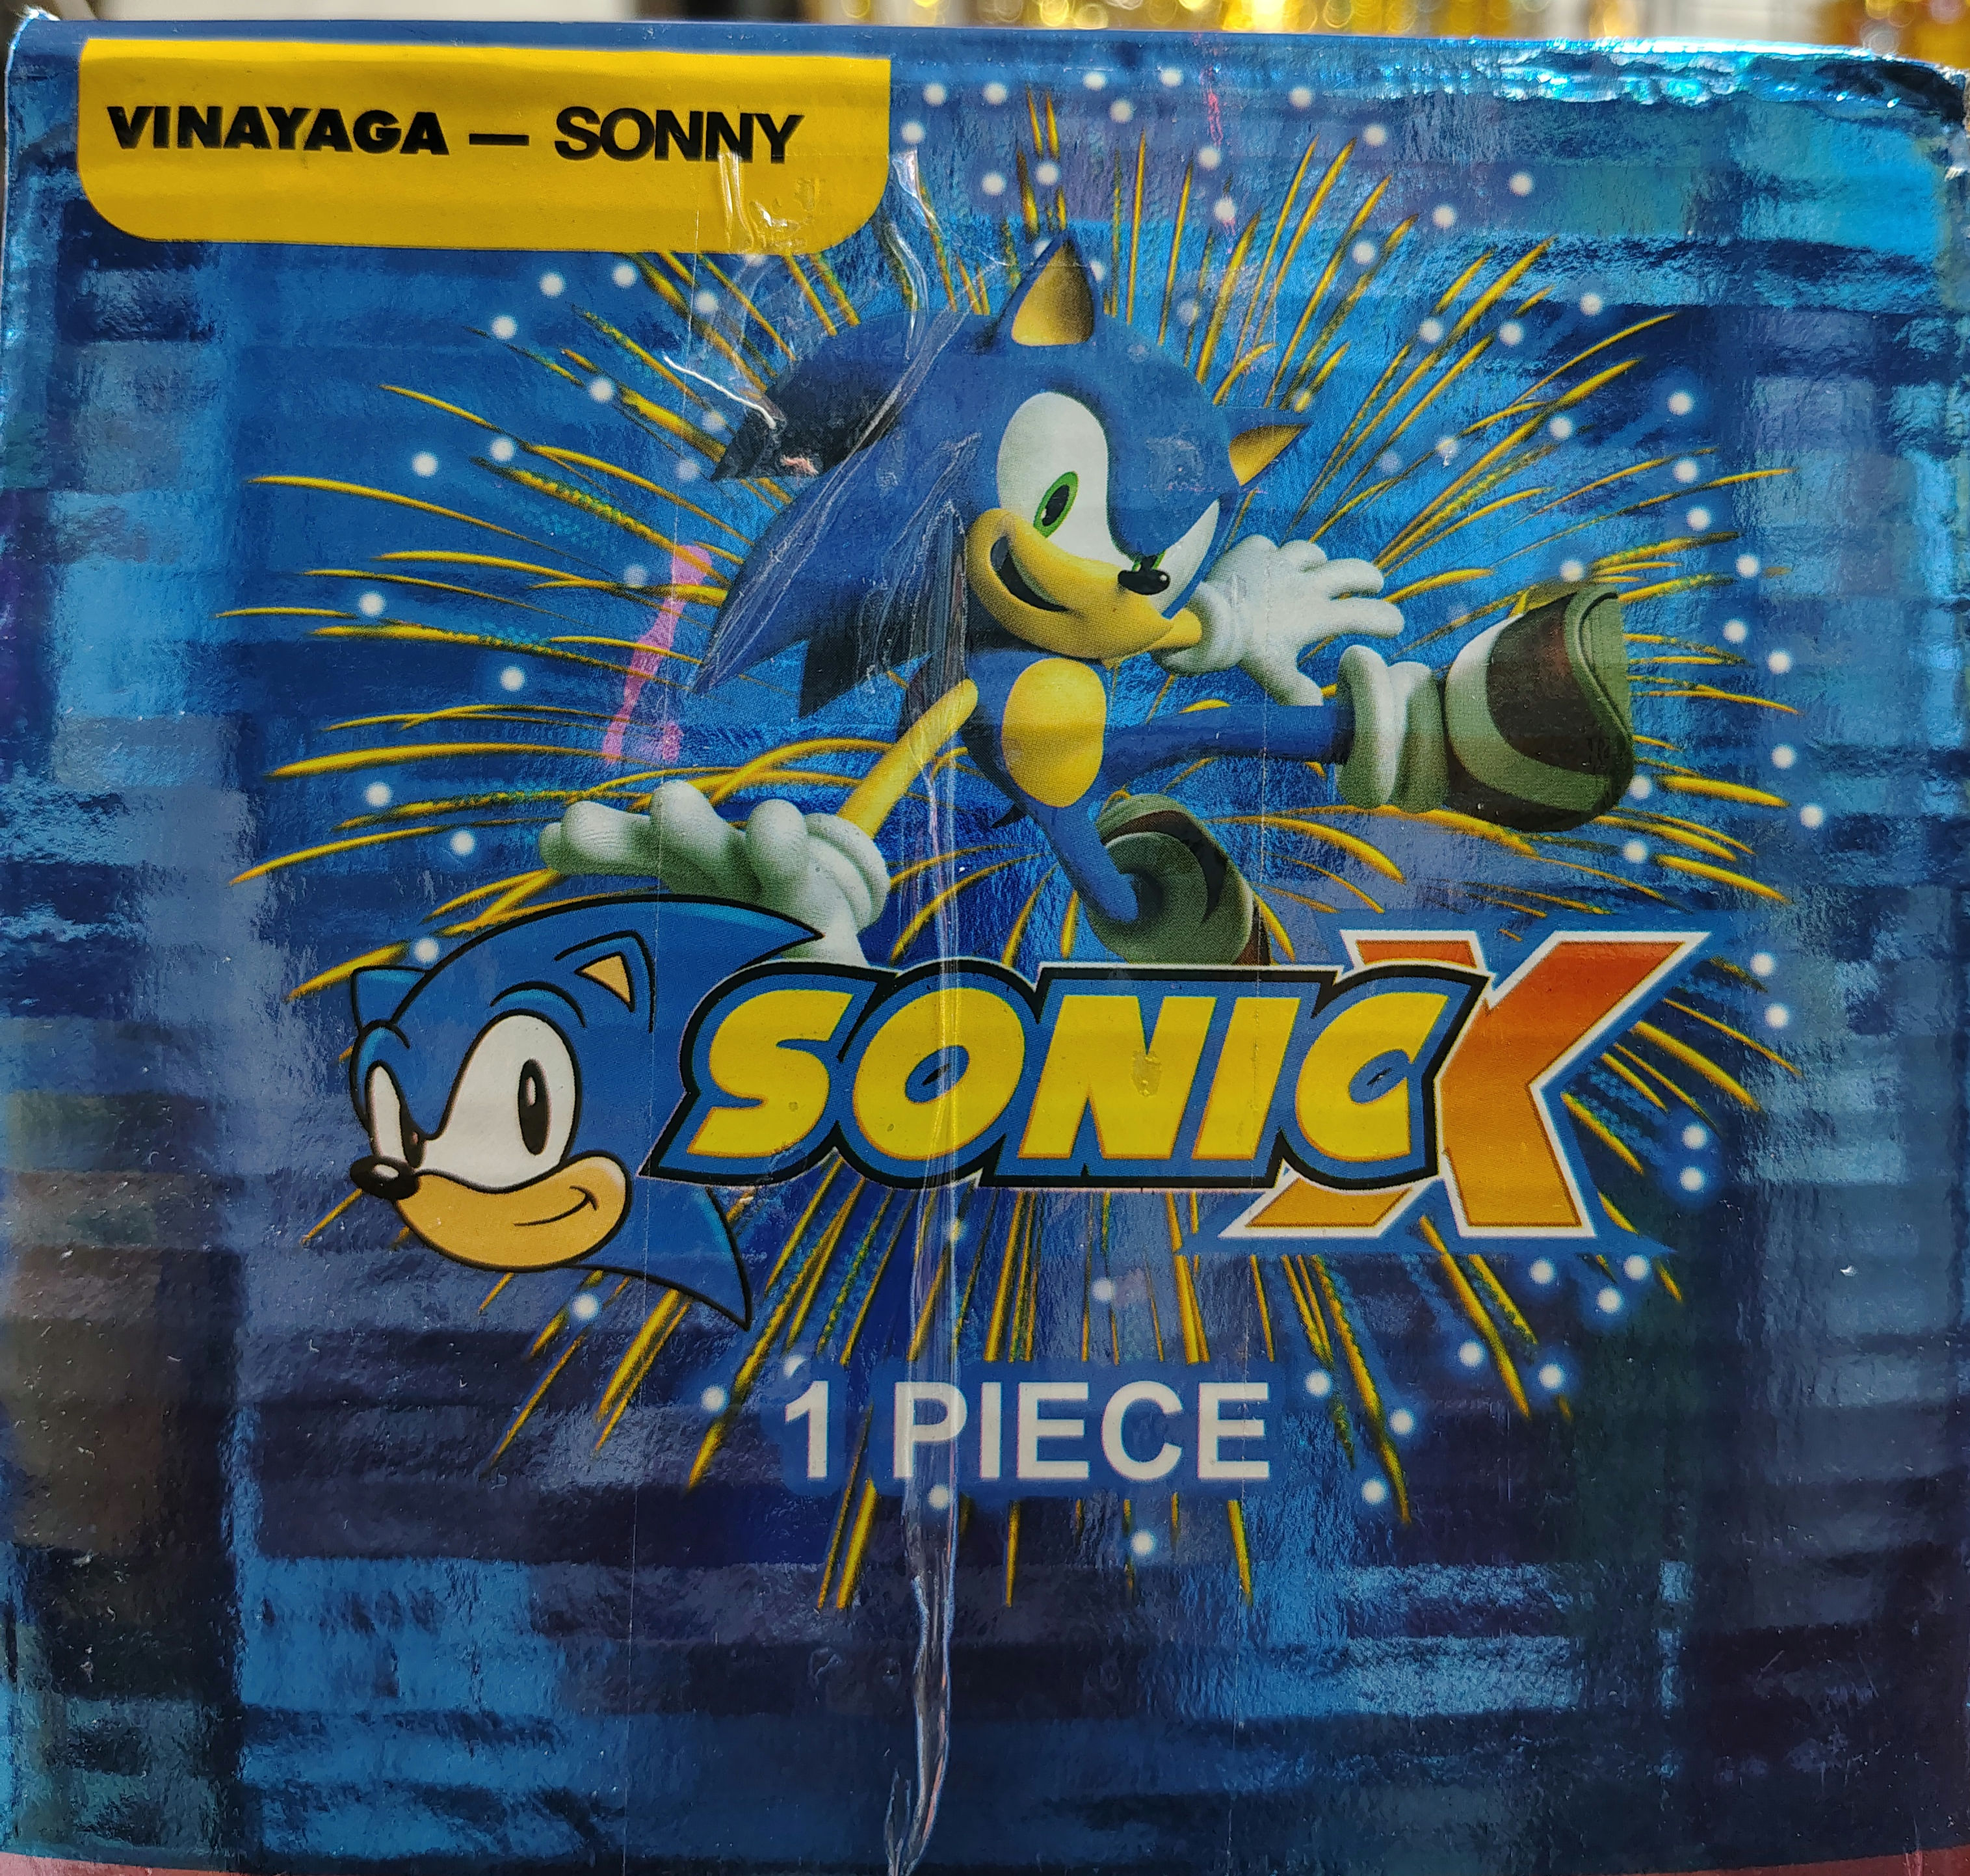 VINAYAGA — SONNY
SONIC X
1 PIECE